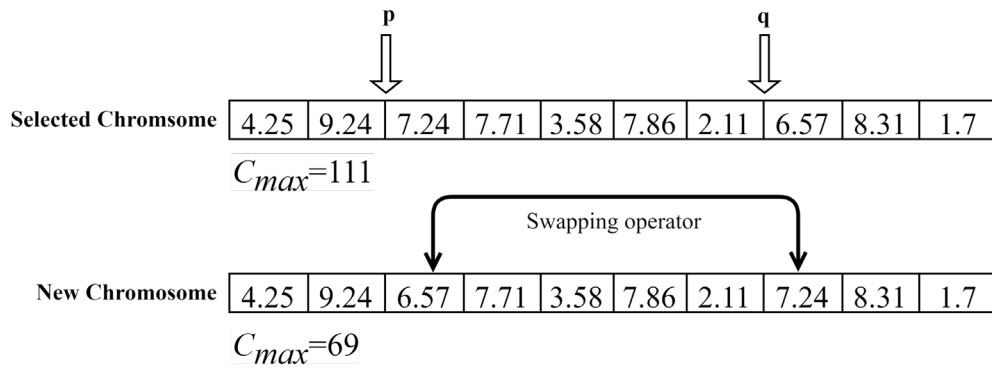 p q
Selected Chromsome 4.25 9.24 7.24 7.71 3.58 7.86 2.11 6.57 8.31 1.7
Cmax=111
Swapping operator
New Chromosome 4.25 9.24 6.57 7.71 3.58 7.86 2.11 7.24 8.31 1.7
Cmax=69